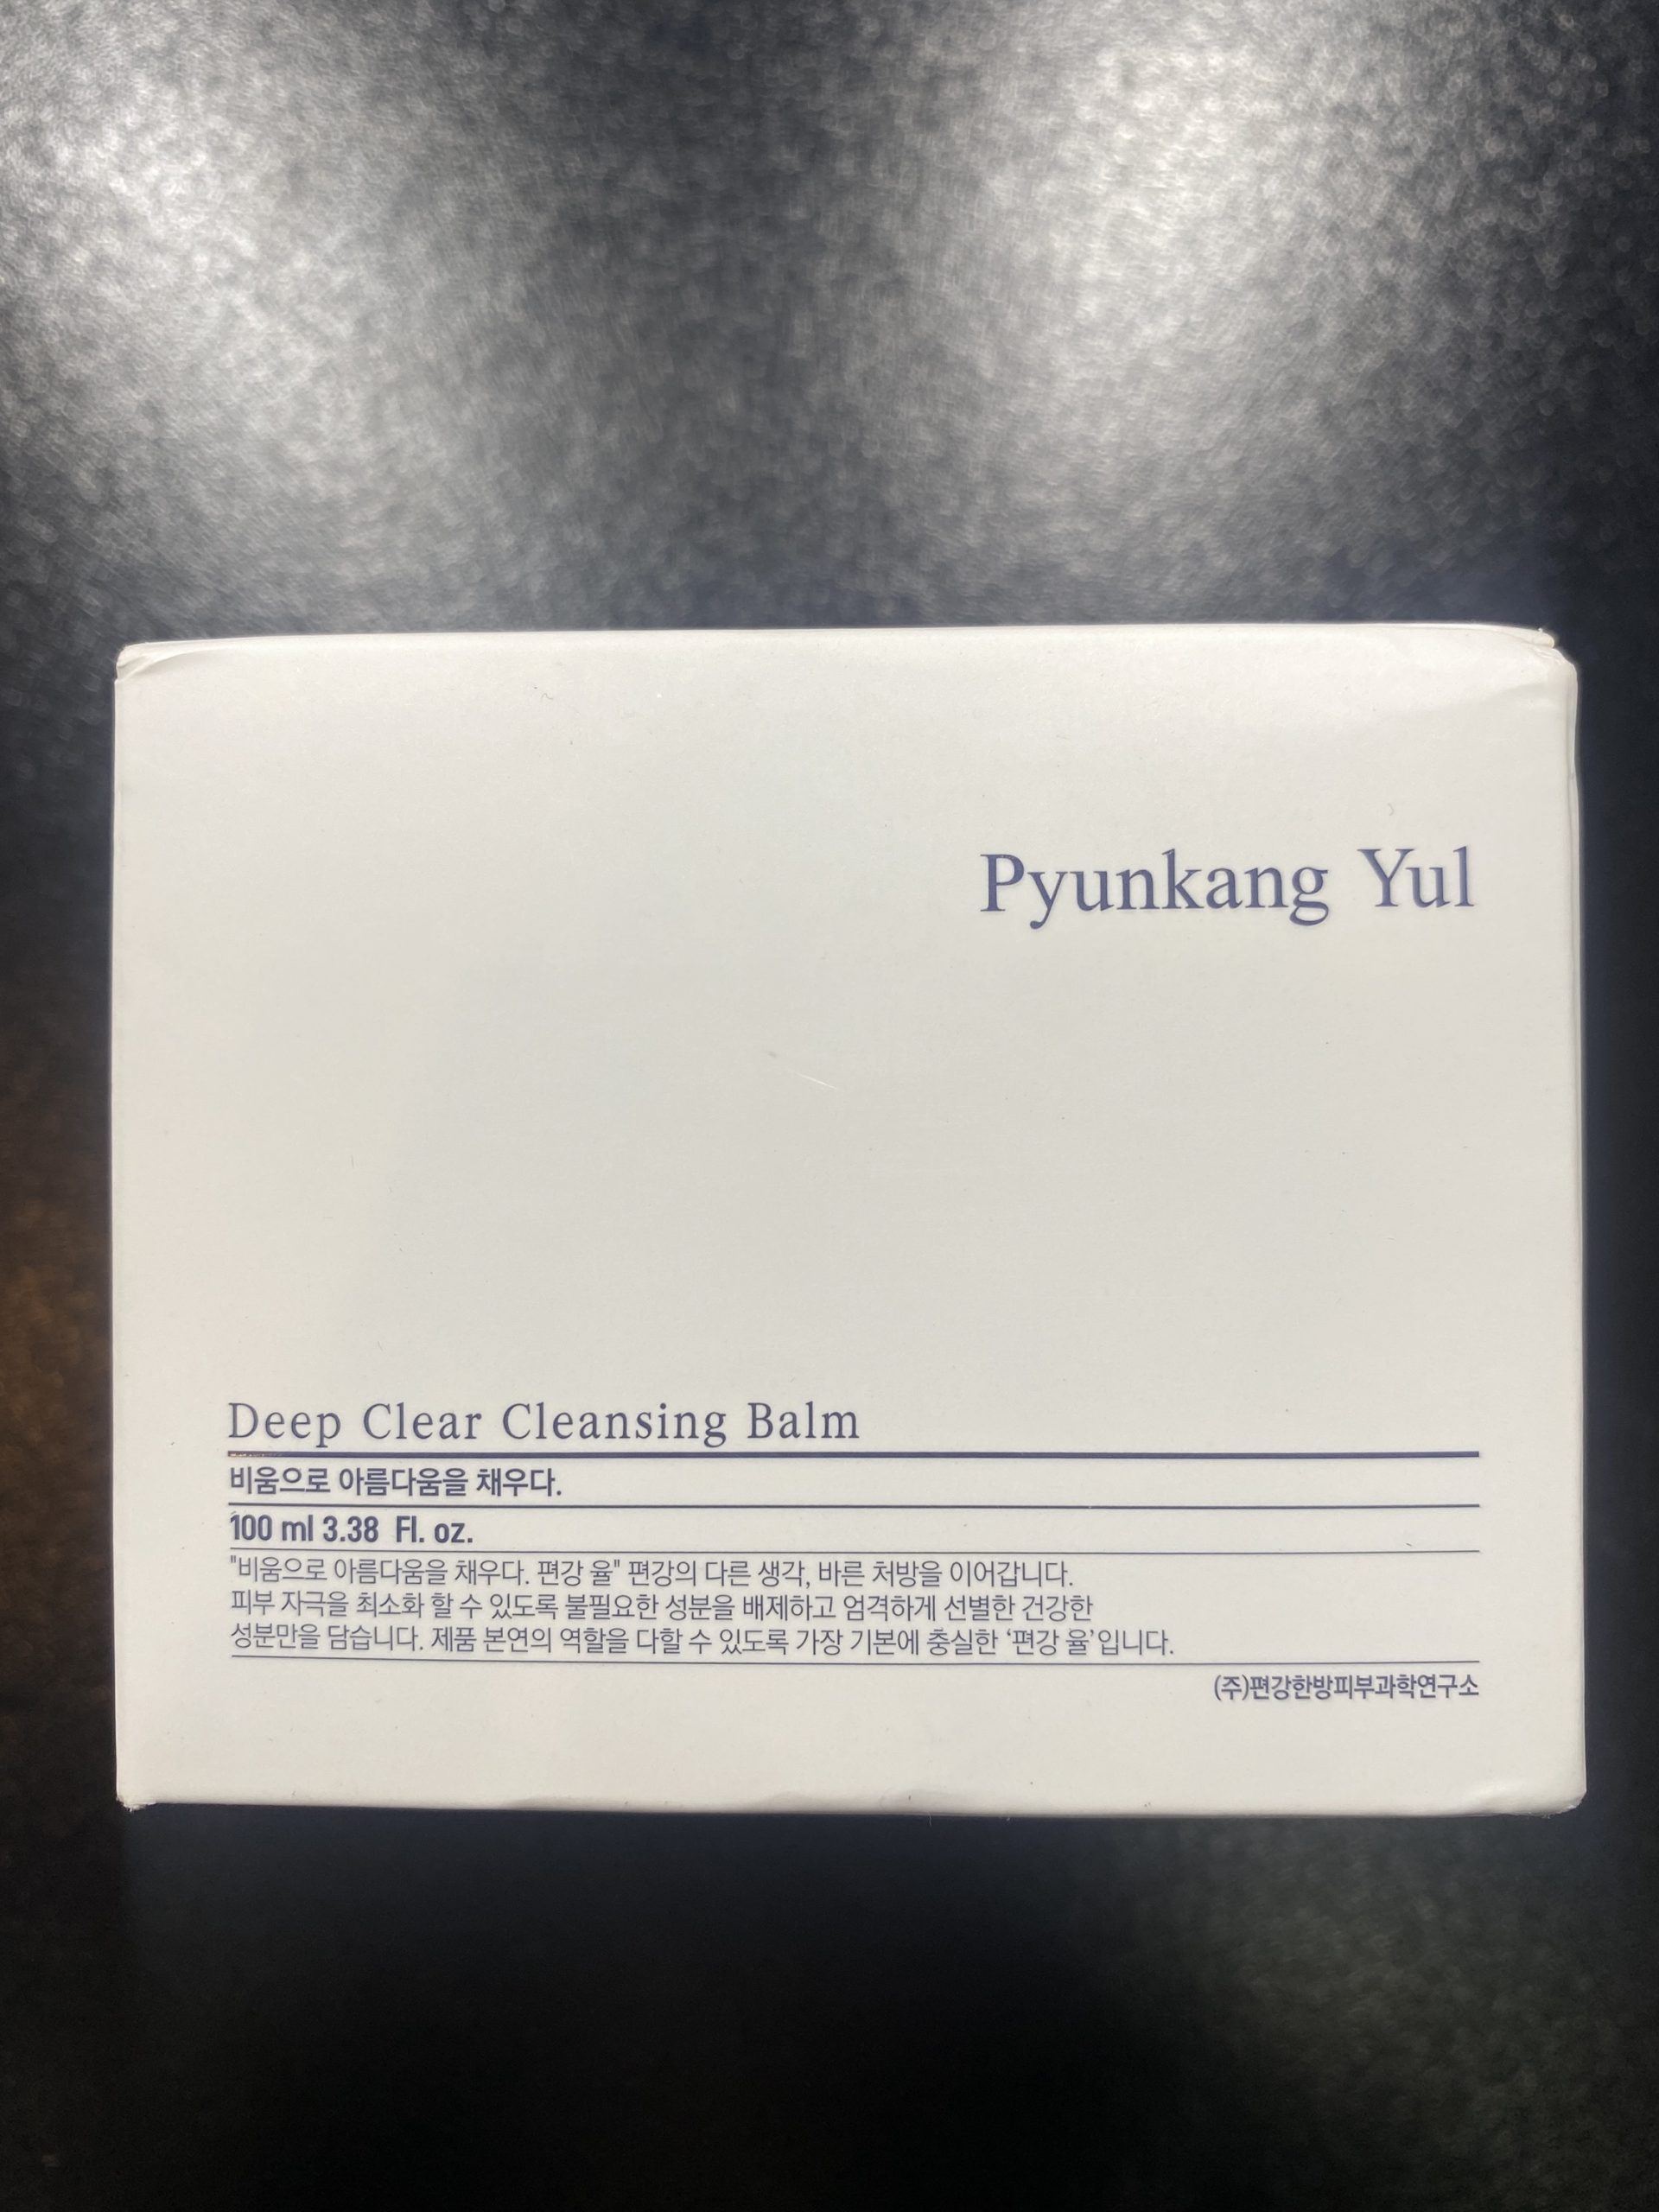 Pyunkang Yul
Deep Clear Cleansing Balm
비움으로 아름다움을 채우다.
100 ml 3.38 Fl. oz.
"비움으로 아름다움을 채우다. 편강 율" 편강의 다른 생각, 바른 처방을 이어갑니다.
피부 자극을 최소화 할 수 있도록 불필요한 성분을 배제하고 엄격하게 선별한 건강한
성분만을 담습니다. 제품 본연의 역할을 다할 수 있도록 가장 기본에 충실한 ‘편강 율’입니다.
(주)편강한방피부과학연구소